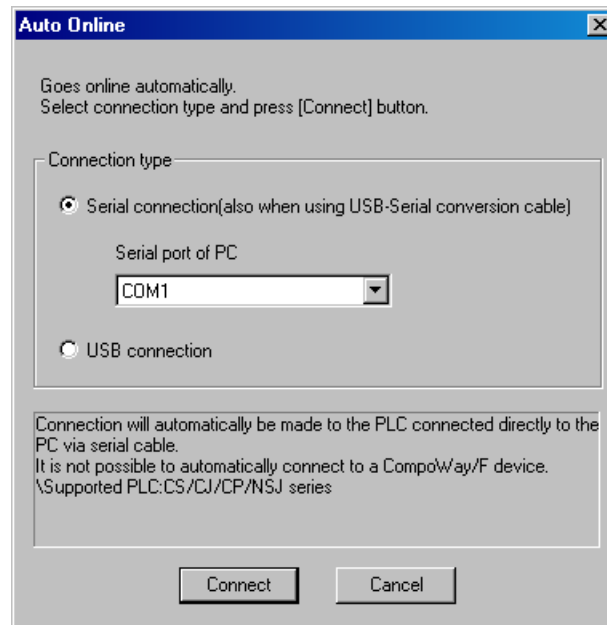 Auto Online
Goes online automatically.
Select connection type and press [Connect] button.
Connection type
Serial connection(also when using USB-Serial conversion cable)
Serial port of PC
COM1
USB connection
Connection will automatically be made to the PLC connected directly to the
PC via serial cable.
It is not possible to automatically connect to a CompoWay/F device.
\Supported PLC:CS/CJ/CP/NSJ series
Connect
Cancel